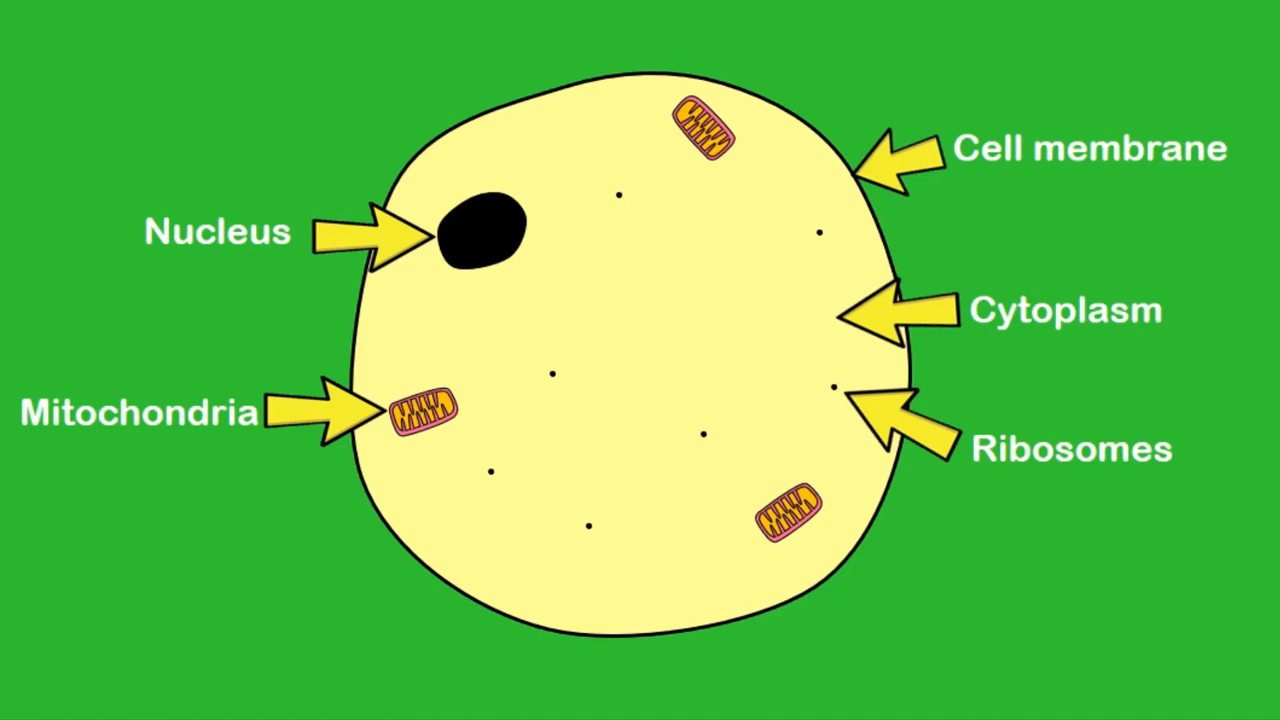 Cell membrane
Nucleus
Cytoplasm
Mitochondria
Ribosomes